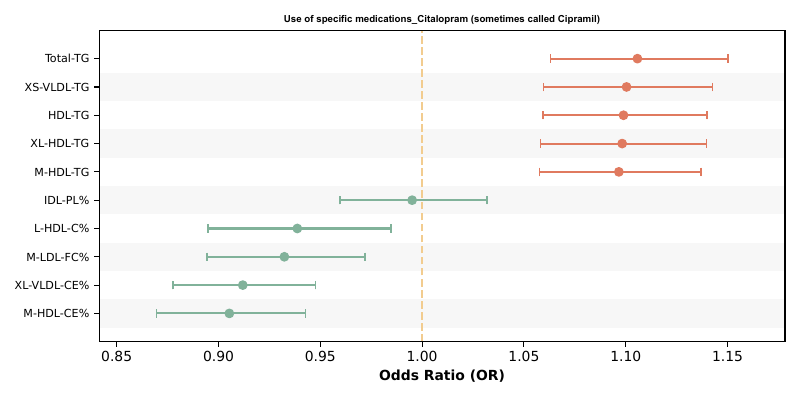 Use of specific medications_Citalopram (sometimes called Cipramil)
Total-TG
XS-VLDL-TG
HDL-TG
XL-HDL-TG
M-HDL-TG
IDL-PL%
L-HDL-C%
M-LDL-FC%
XL-VLDL-CE%
M-HDL-CE%
0.85 0.90 0.95 1.00 1.05 1.10 1.15
Odds Ratio (OR)